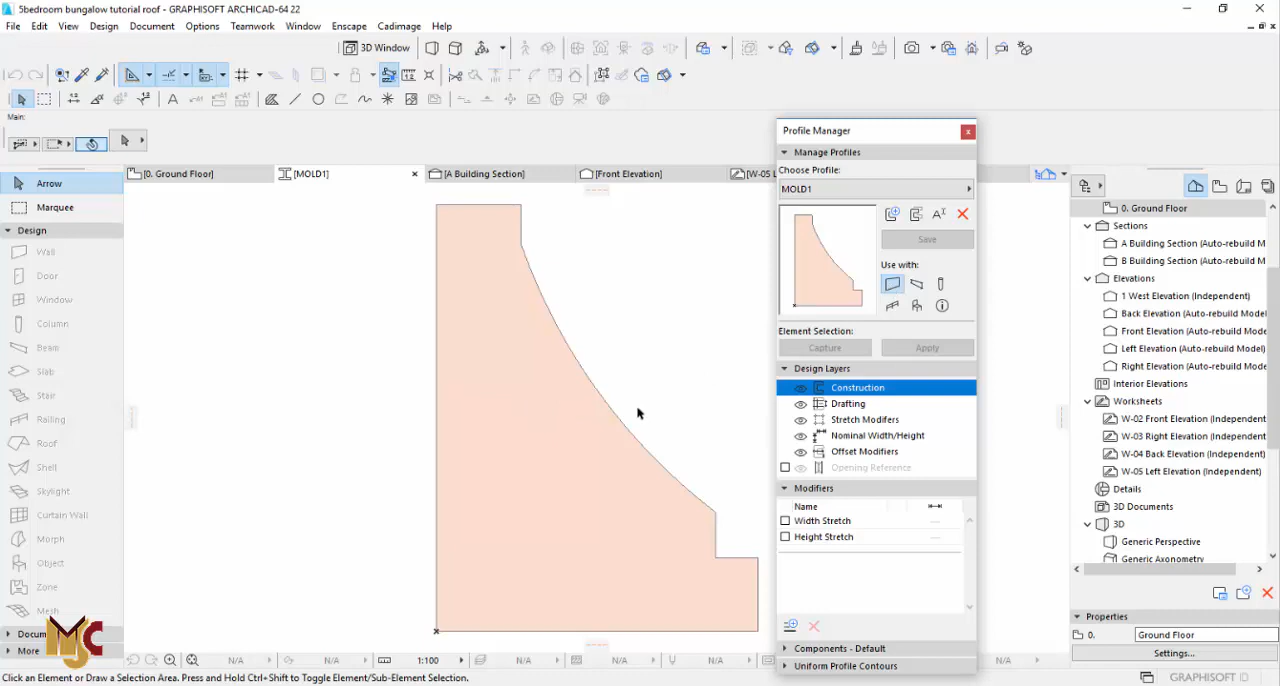 5bedroom bungalow tutorial roof - GRAPHISOFT ARCHICAD-64 22
File Edit View Design Document Options Teamwork Window Enscape Cadimage Help
3D Window
Main:
[0. Ground Floor]
[MOLD1]
[A Building Section]
[Front Elevation]
[W-05 L
Arrow
Marquee
Design
Wall
Door
Window
Column
Beam
Slab
Stair
Railing
Roof
Shell
Skylight
Curtain Wall
Morph
Object
Zone
Mesh
Docum
More
MSC
Profile Manager
Manage Profiles
Choose Profile:
MOLD1
Save
Use with:
Element Selection:
Capture Apply
Design Layers
Construction
Drafting
Stretch Modifiers
Nominal Width/Height
Offset Modifiers
Opening Reference
Modifiers
Name
Width Stretch
Height Stretch
Components - Default
Uniform Profile Contours
0. Ground Floor
Sections
A Building Section (Auto-rebuild M
B Building Section (Auto-rebuild M
Elevations
1 West Elevation (Independent)
Back Elevation (Auto-rebuild Mode
Front Elevation (Auto-rebuild Mode
Left Elevation (Auto-rebuild Model)
Right Elevation (Auto-rebuild Mode
Interior Elevations
Worksheets
W-02 Front Elevation (Independent
W-03 Right Elevation (Independent
W-04 Back Elevation (Independent)
W-05 Left Elevation (Independent)
Details
3D Documents
3D
Generic Perspective
Generic Axonometry
Properties
0. Ground Floor
Settings...
N/A N/A 1:100 N/A N/A N/A N/A
Click an Element or Draw a Selection Area. Press and Hold Ctrl+Shift to Toggle Element/Sub-Element Selection.
GRAPHISOFT ID